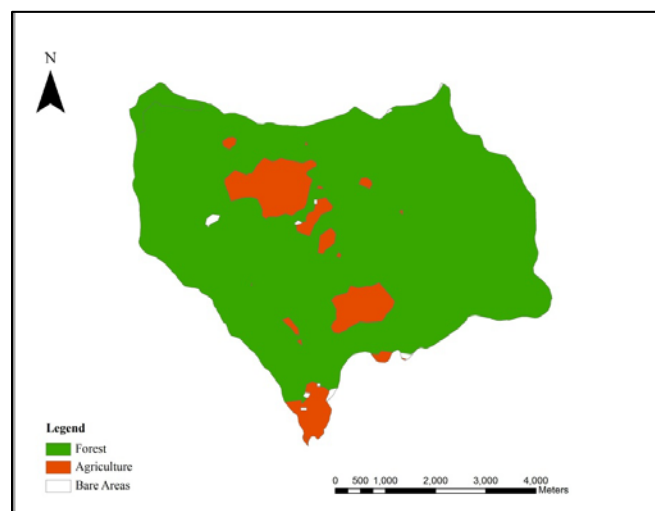 N
Legend
Forest
Agriculture
Bare Areas
0 500 1,000 2,000 3,000 4,000
Meters